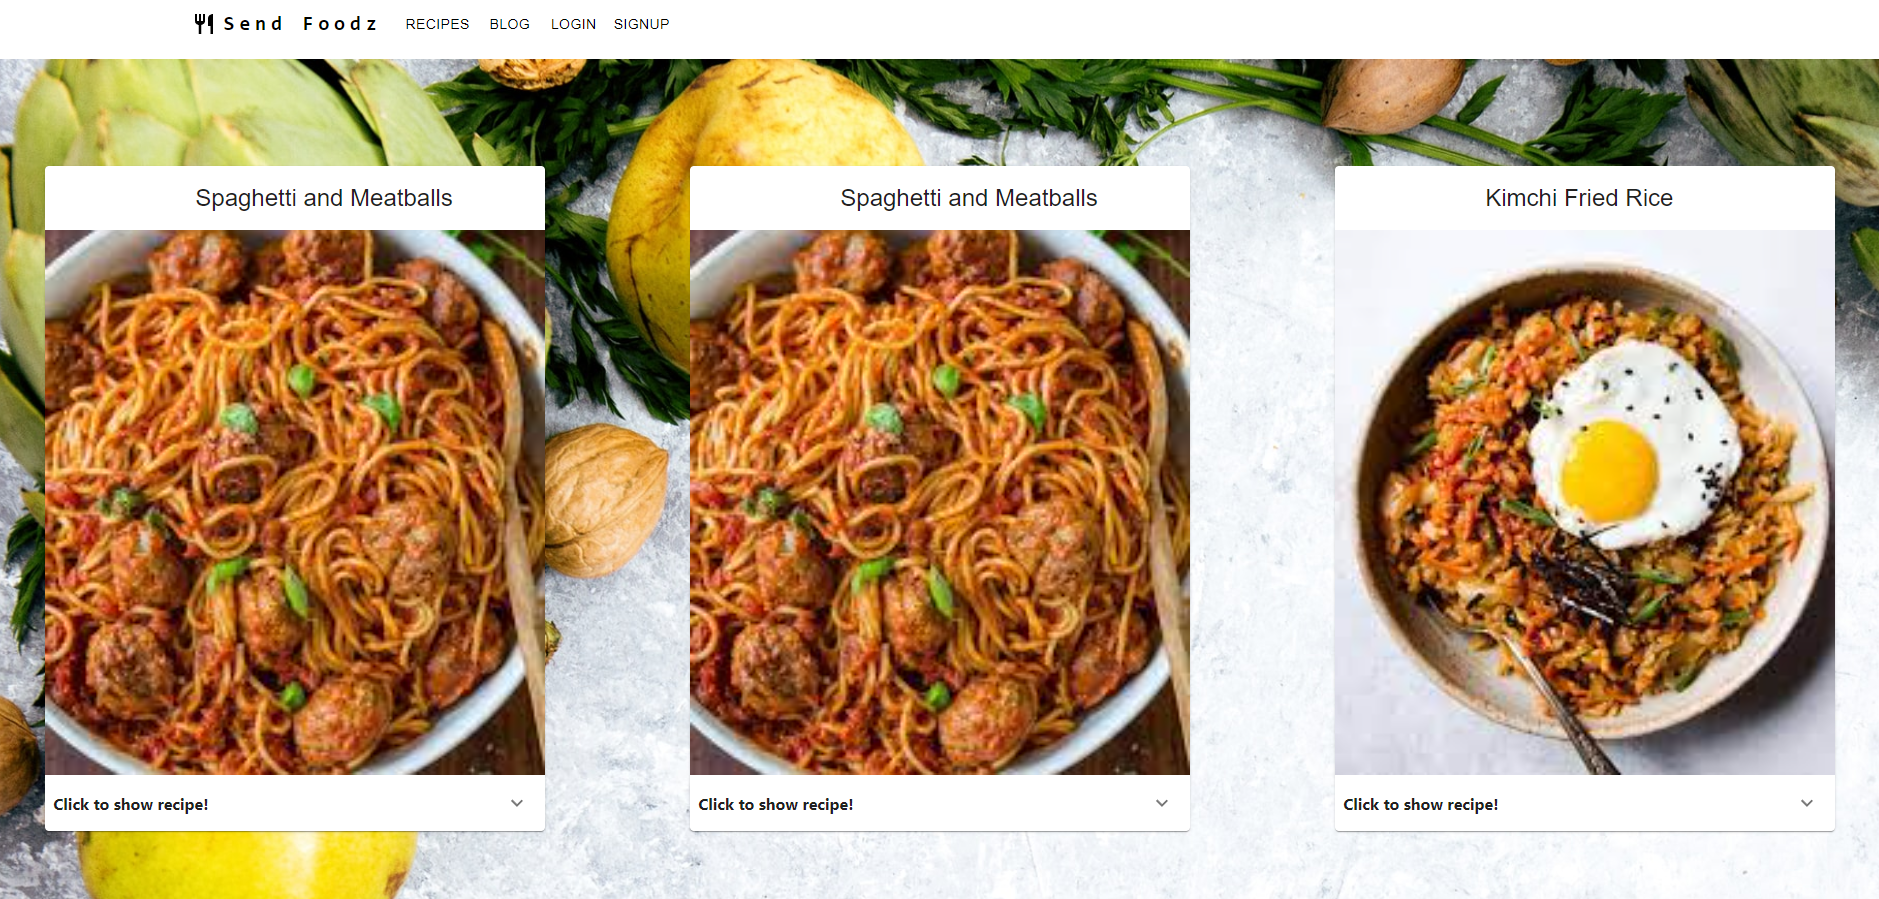 Send Foodz RECIPES BLOG LOGIN SIGNUP
Spaghetti and Meatballs
Click to show recipe!
Spaghetti and Meatballs
Click to show recipe!
Kimchi Fried Rice
Click to show recipe!